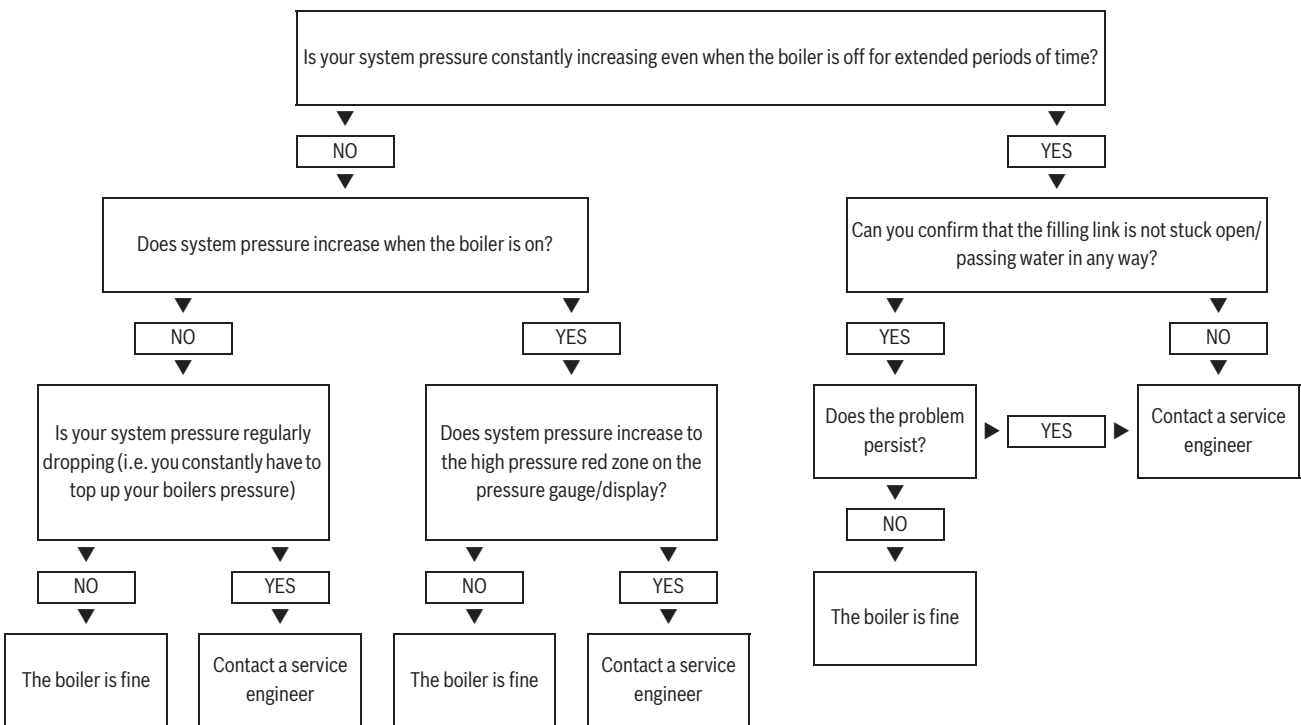 Is your system pressure constantly increasing even when the boiler is off for extended periods of time?
NO
YES
Does system pressure increase when the boiler is on?
Can you confirm that the filling link is not stuck open/
passing water in any way?
NO
YES
YES
NO
Is your system pressure regularly
dropping (i.e. you constantly have to
top up your boilers pressure)
Does system pressure increase to
the high pressure red zone on the
pressure gauge/display?
Does the problem
persist?
YES
Contact a service
engineer
NO
NO
YES
NO
YES
The boiler is fine
The boiler is fine
Contact a service
engineer
The boiler is fine
Contact a service
engineer